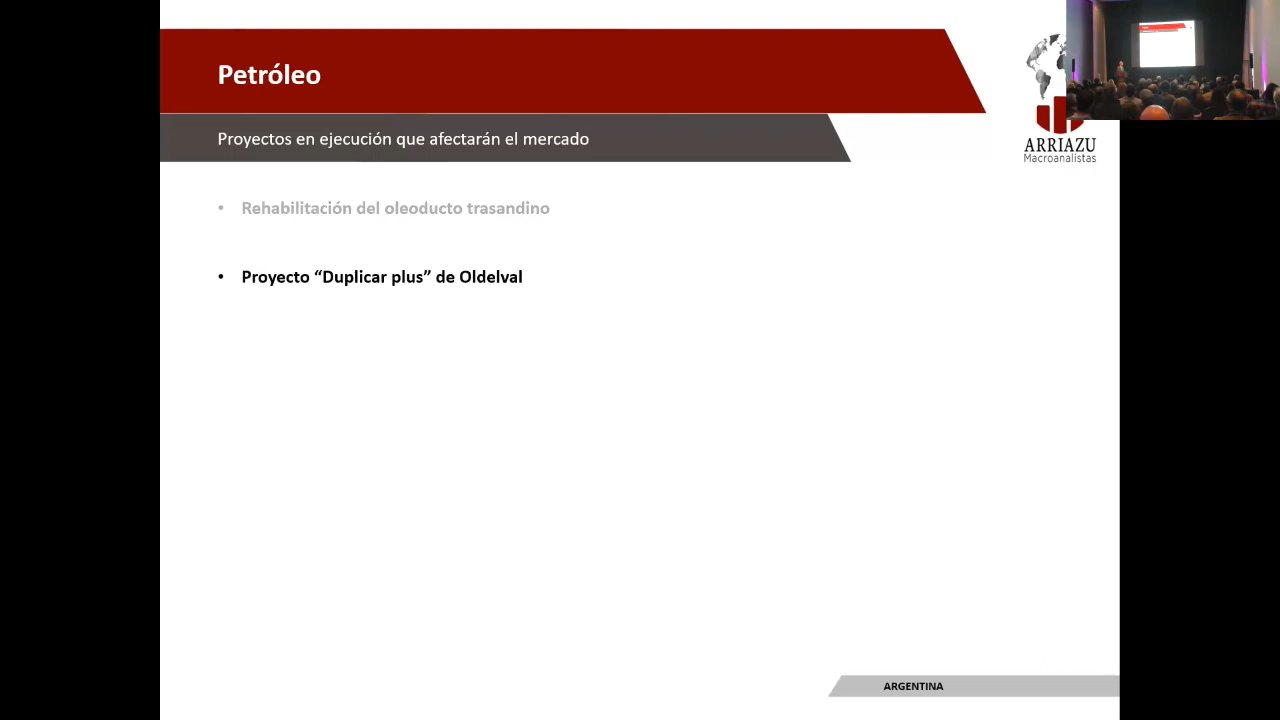 Petróleo
Proyectos en ejecución que afectarán el mercado
ARRIAZU
Macroanalistas
• Rehabilitación del oleoducto trasandino
• Proyecto “Duplicar plus” de Oldelval
ARGENTINA